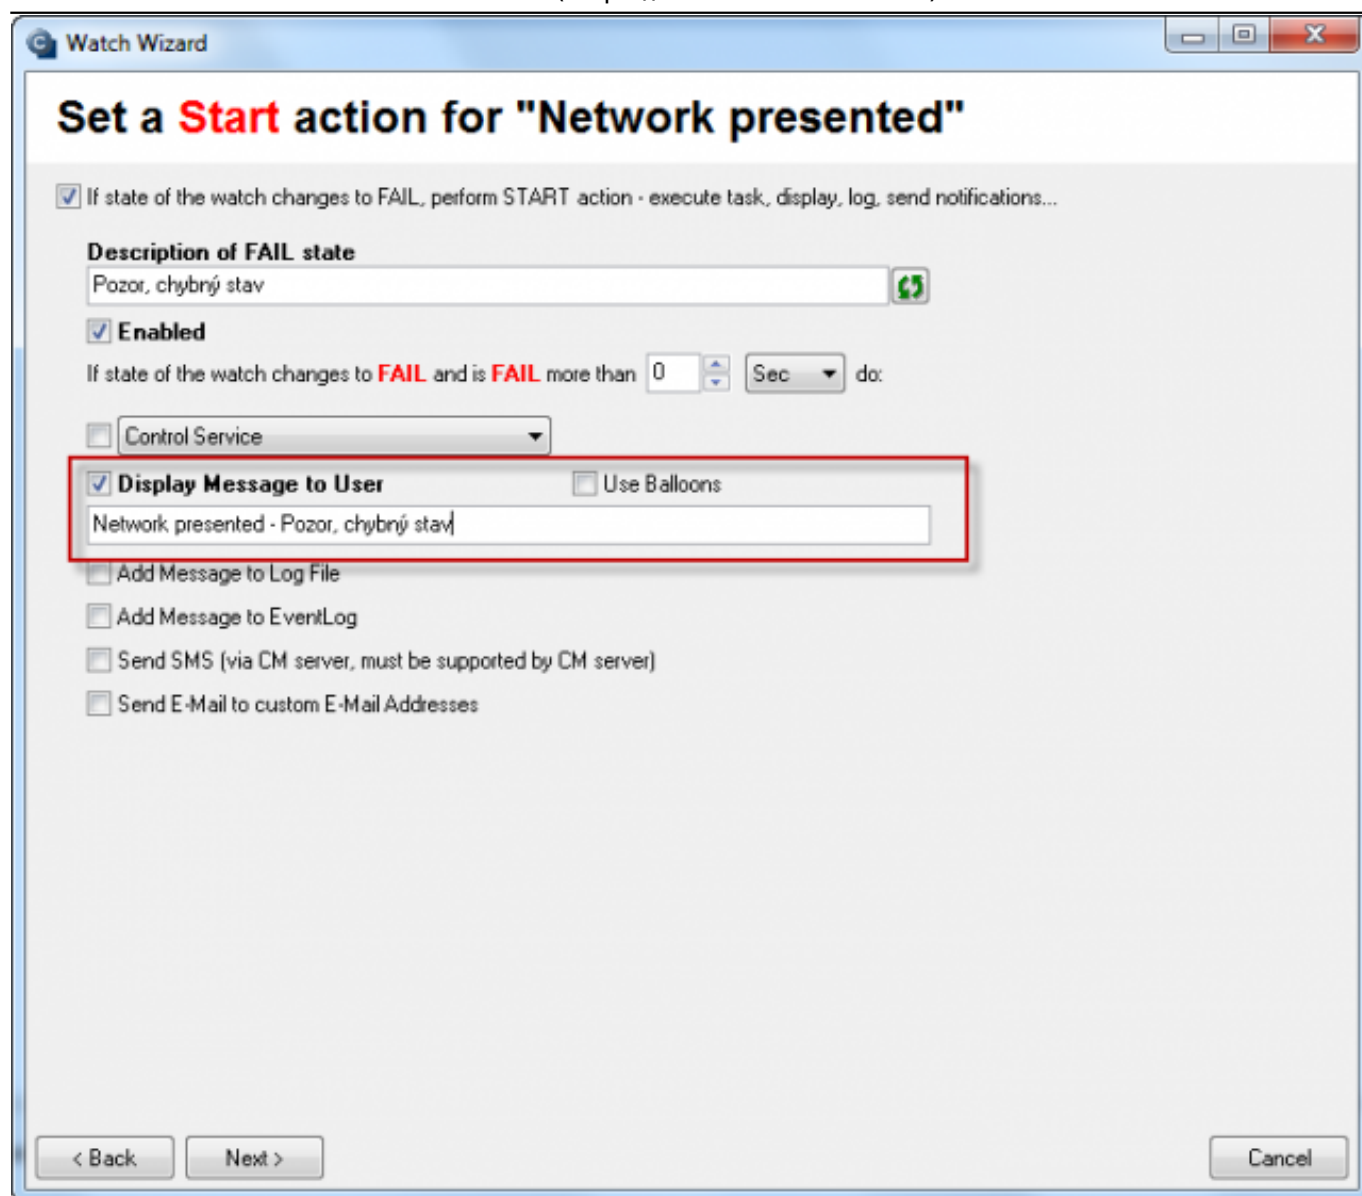 Watch Wizard
Set a Start action for "Network presented"
If state of the watch changes to FAIL, perform START action - execute task, display, log, send notifications...
Description of FAIL state
Pozor, chybný stav
Enabled
If state of the watch changes to FAIL and is FAIL more than 0 Sec do:
Control Service
Display Message to User Use Balloons
Network presented - Pozor, chybný stav
Add Message to Log File
Add Message to EventLog
Send SMS (via CM server, must be supported by CM server)
Send E-Mail to custom E-Mail Addresses
< Back Next > Cancel